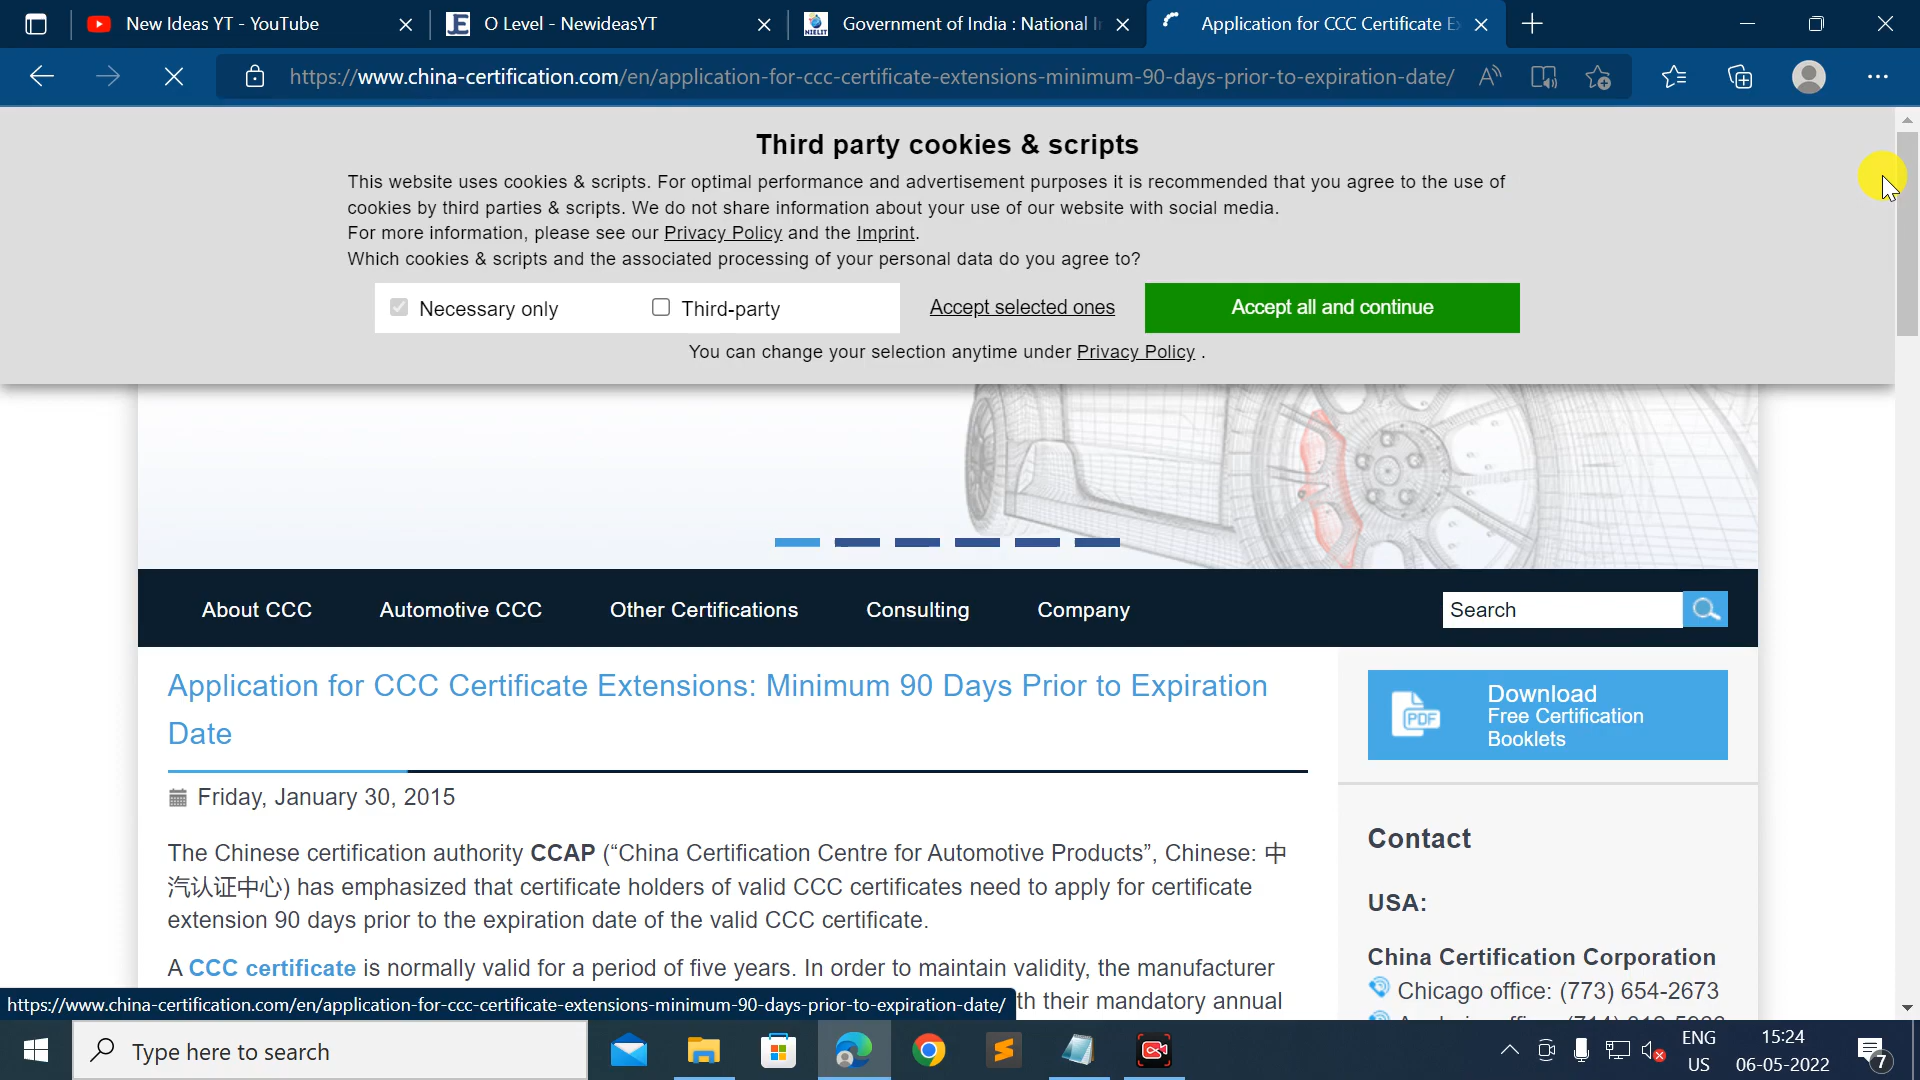 New Ideas YT - YouTube
O Level - NewideasYT
Government of India : National I
Application for CCC Certificate E
https://www.china-certification.com/en/application-for-ccc-certificate-extensions-minimum-90-days-prior-to-expiration-date/
Third party cookies & scripts
This website uses cookies & scripts. For optimal performance and advertisement purposes it is recommended that you agree to the use of
cookies by third parties & scripts. We do not share information about your use of our website with social media.
For more information, please see our Privacy Policy and the Imprint.
Which cookies & scripts and the associated processing of your personal data do you agree to?
Necessary only
Third-party
Accept selected ones
Accept all and continue
You can change your selection anytime under Privacy Policy .
About CCC
Automotive CCC
Other Certifications
Consulting
Company
Search
Application for CCC Certificate Extensions: Minimum 90 Days Prior to Expiration
Date
Friday, January 30, 2015
The Chinese certification authority CCAP (“China Certification Centre for Automotive Products”, Chinese: 中
汽认证中心) has emphasized that certificate holders of valid CCC certificates need to apply for certificate
extension 90 days prior to the expiration date of the valid CCC certificate.
A CCC certificate is normally valid for a period of five years. In order to maintain validity, the manufacturer
th their mandatory annual
PDF
Download
Free Certification
Booklets
Contact
USA:
China Certification Corporation
Chicago office: (773) 654-2673
https://www.china-certification.com/en/application-for-ccc-certificate-extensions-minimum-90-days-prior-to-expiration-date/
Type here to search
ENG
US
15:24
06-05-2022
7